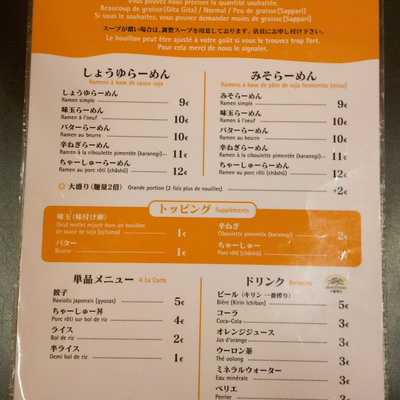 Vous pouvez nous préciser la quantité souhaitée.
Beaucoup de graisse(Gita Gita) / Normal / Peu de graisse(Sappari)
Si vous le souhaitez, vous pouvez demander moins de graisse(Sappari)
スープが濃い場合は、調整スープを用意しております。店員にお申し付け下さい。
Le bouillon peut être ajusté à votre goût si vous le trouvez trop fort.
Pour cela merci de nous le signaler.
しょうゆらーめん
Ramens à base de sauce soja
しょうゆらーめん
Ramen simple 9€
味玉らーめん
Ramen à l'oeuf 10€
バターらーめん
Ramen au beurre 10€
辛ねぎらーめん
Ramen à la ciboulette pimentée (karanegi) 11€
ちゃーしゅーらーめん
Ramen au porc rôti (châshû) 12€
みそらーめん
Ramens à base de pâte de soja fermentée (miso)
みそらーめん
Ramen simple 9€
味玉らーめん
Ramen à l'oeuf 10€
バターらーめん
Ramen au beurre 10€
辛ねぎらーめん
Ramen à la ciboulette pimentée (karanegi) 11€
ちゃーしゅーらーめん
Ramen au porc rôti (châshû) 12€
大盛り (麺量2倍) Grande portion (2 fois plus de nouilles) +2€
トッピング Suppléments
味玉 (味付け卵)
Oeuf mollet mijoté dans un bouillon
de sauce de soja (ajitama) 1€
バター
Beurre 1€
辛ねぎ
Ciboulette pimentée (karanegi) 2€
ちゃーしゅー
Porc rôti (châshû) 3€
単品メニュー A La Carte
餃子
Raviolis japonais (gyozas) 5€
ちゃーしゅー丼
Porc rôti sur bol de riz 4€
ライス
Bol de riz 2€
半ライス
Demi bol de riz 1€
ドリンク Boissons
ビール (キリン 一番搾り)
Bière (Kirin Ichiban) 5€
コーラ
Coca-Cola 3€
オレンジジュース
Jus d'orange 3€
ウーロン茶
Thé oolong 3€
ミネラルウォーター
Eau minérale 3€
ペリエ
Perrier 3€